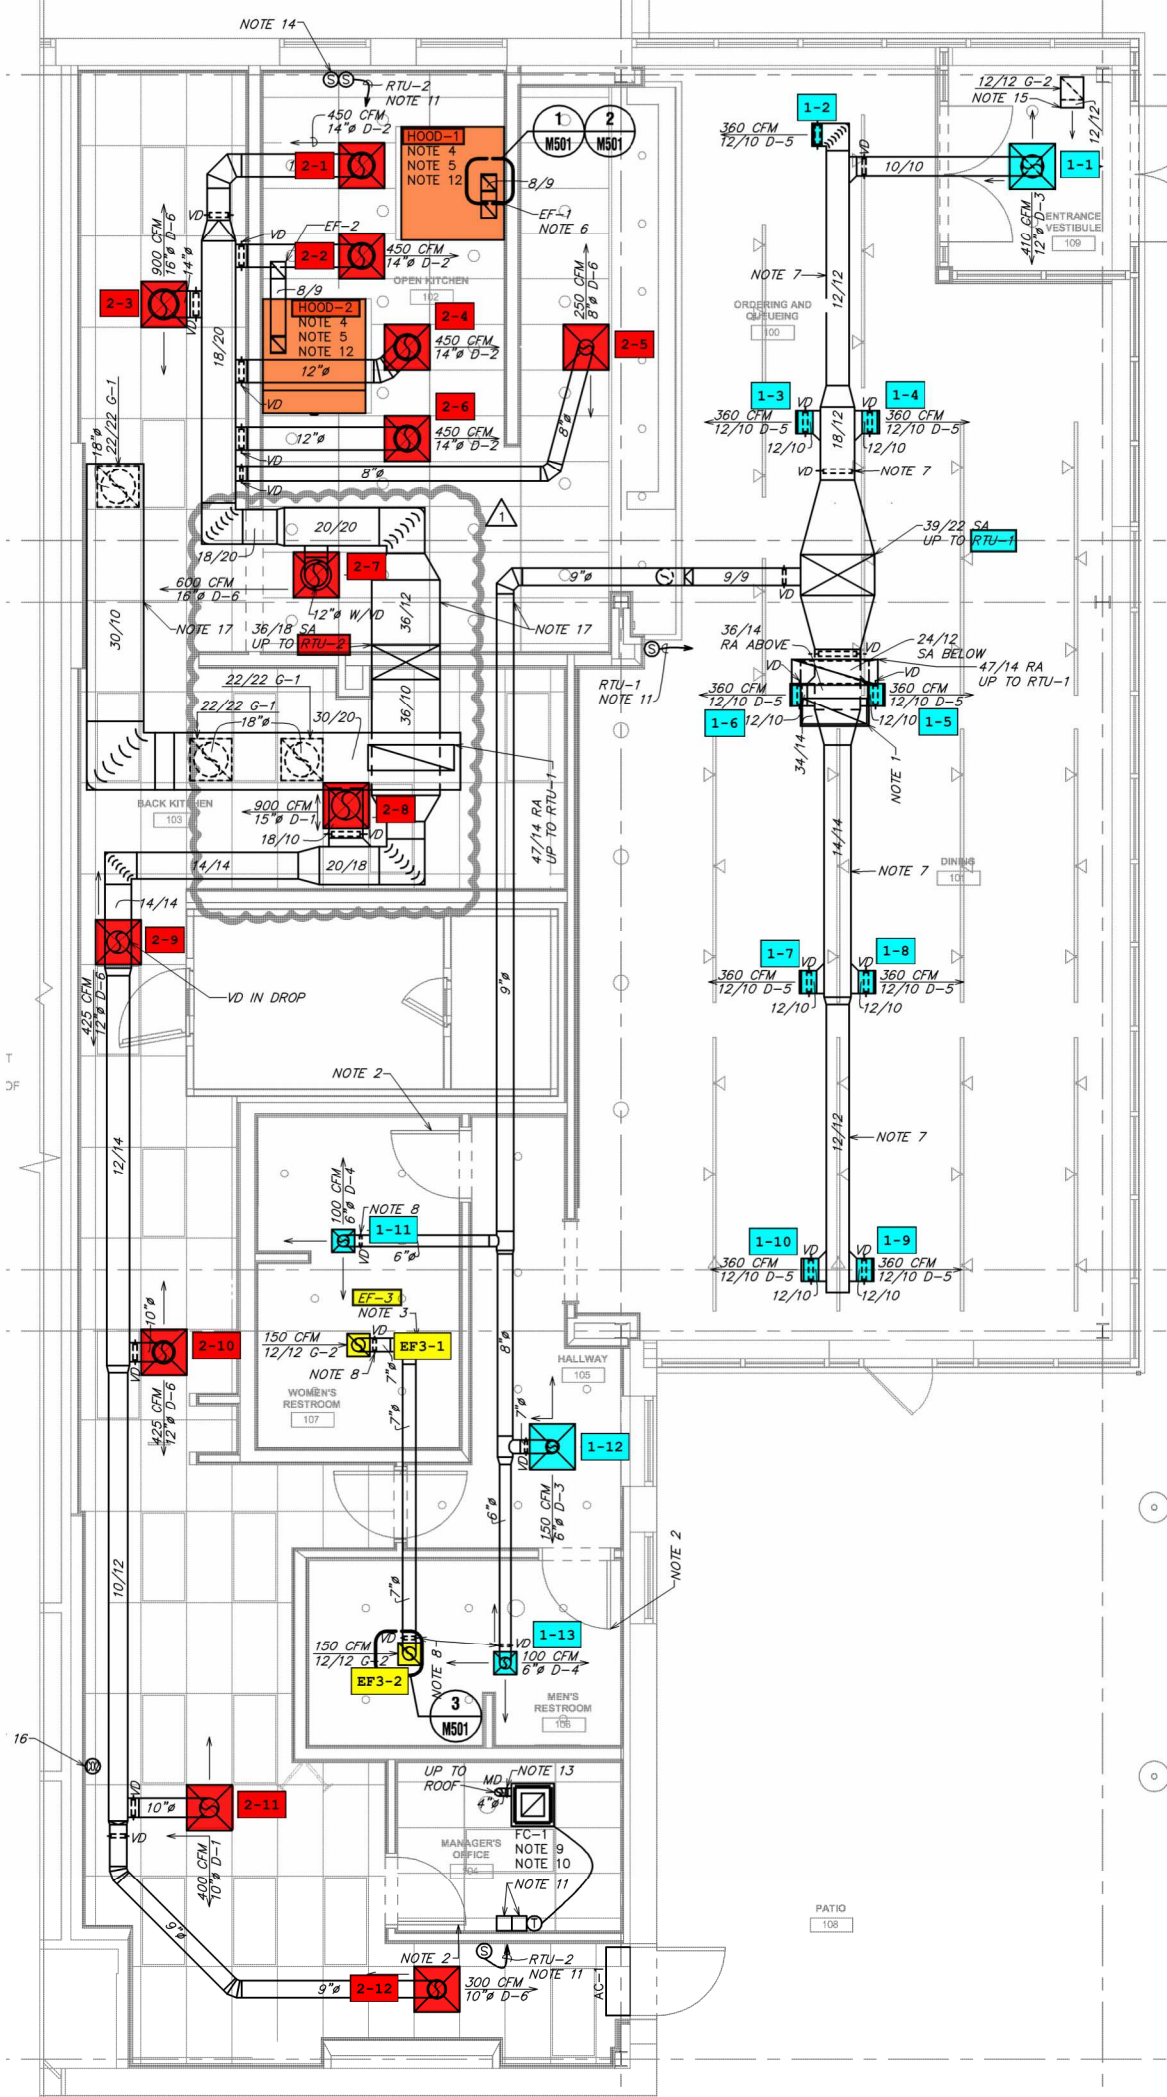 NOTE 14
RTU-2
NOTE 11
450 CFM
14"ø D-2
2-1
HOOD-1
NOTE 4
NOTE 5
NOTE 12
1
M501
2
M501
8/9
EF-1
NOTE 6
1-2
360 CFM
12/10 D-5
VD
10/10
12/12 G-2
NOTE 15
12/12
1-1
410 CFM
12"ø D-3
ENTRANCE
VESTIBULE
109
VD
900 CFM
16"ø D-6
14"ø
VD
EF-2
2-2
450 CFM
14"ø D-2
OPEN KITCHEN
102
8/9
250 CFM
8"ø D-6
2-3
VD
18/20
HOOD-2
NOTE 4
NOTE 5
NOTE 12
2-4
450 CFM
14"ø D-2
12"ø
VD
2-5
NOTE 7
12/12
ORDERING AND
QUEUEING
100
2-6
450 CFM
14"ø D-2
12"ø
VD
8"ø
8"ø
VD
1-3
VD
360 CFM
12/10 D-5
12/10
1-4
VD
360 CFM
12/10 D-5
12/10
18/12
VD
NOTE 7
18"ø
22/22 G-1
1
20/20
18/20
2-7
600 CFM
16"ø D-6
12"ø W/VD
36/12
36/18 SA
UP TO RTU-2
NOTE 17
30/10
NOTE 17
9"ø
9/9
VD
39/22 SA
UP TO RTU-1
36/14
RA ABOVE
24/12
SA BELOW
VD
VD
VD
47/14 RA
UP TO RTU-1
S
RTU-1
NOTE 11
360 CFM
12/10 D-5
12/10
1-6
360 CFM
12/10 D-5
12/10
1-5
34/14
NOTE 1
22/22 G-1
22/22 G-1
18"ø
30/20
36/10
47/14 RA
UP TO RTU-1
BACK KITCHEN
103
900 CFM
15"ø D-1
2-8
18/10
VD
14/14
20/18
14/14
14/14
NOTE 7
DINING
101
2-9
425 CFM
12"ø D-6
VD IN DROP
9"ø
1-7
VD
360 CFM
12/10 D-5
12/10
1-8
VD
360 CFM
12/10 D-5
12/10
NOTE 2
12/14
12/12
NOTE 7
100 CFM
6"ø D-4
NOTE 8
1-11
VD
6"ø
1-10
VD
360 CFM
12/10 D-5
12/10
1-9
VD
360 CFM
12/10 D-5
12/10
EF-3
NOTE 3
150 CFM
12/12 G-2
VD
EF3-1
NOTE 8
7"ø
7"ø
10"ø
2-10
VD
425 CFM
12"ø D-6
8"ø
HALLWAY
105
WOMEN'S
RESTROOM
107
7"ø
1-12
VD
150 CFM
6"ø D-3
6"ø
NOTE 2
10/12
7"ø
150 CFM
12/12 G-2
VD
EF3-2
NOTE 8
3
M501
VD
1-13
100 CFM
6"ø D-4
MEN'S
RESTROOM
106
16
UP TO
ROOF
MD
NOTE 13
4"ø
VD
10"ø
2-11
VD
400 CFM
10"ø D-1
FC-1
NOTE 9
NOTE 10
MANAGER'S
OFFICE
104
NOTE 11
T
PATIO
108
9"ø
NOTE 2
S
RTU-2
NOTE 11
9"ø
2-12
300 CFM
10"ø D-6